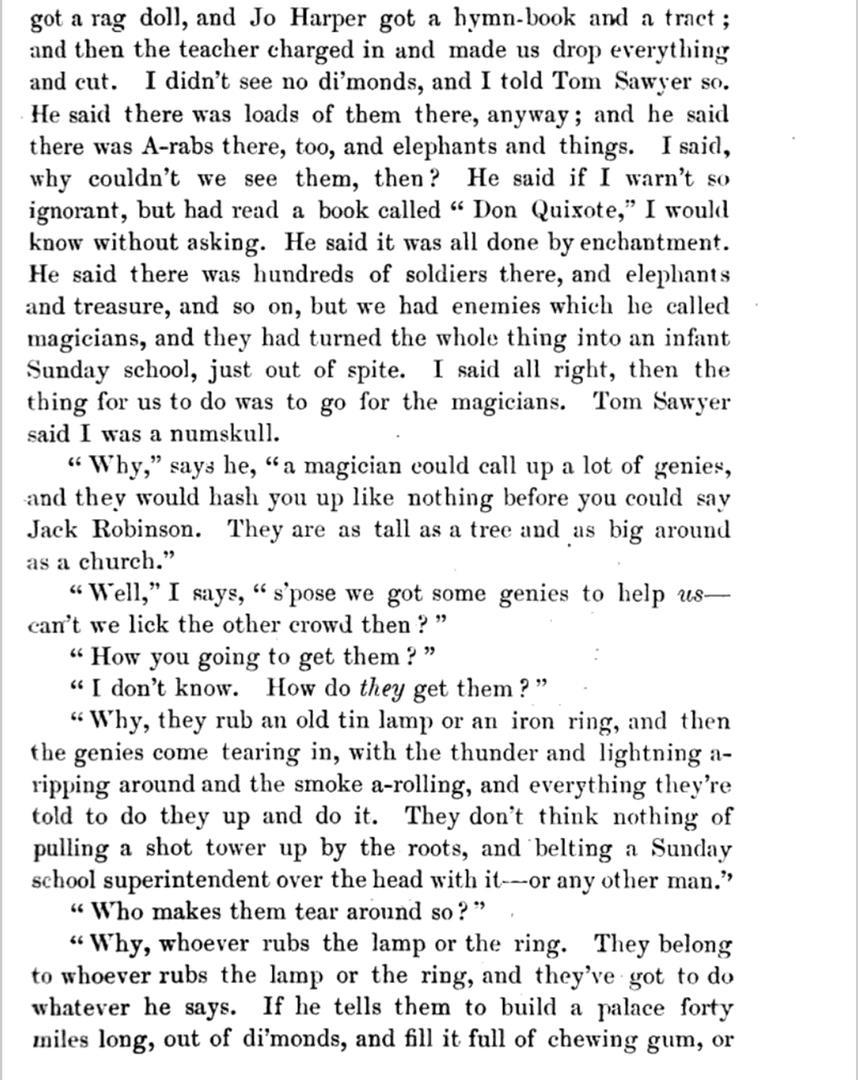 got a rag doll, and Jo Harper got a hymn-book and a tract;
and then the teacher charged in and made us drop everything
and cut. I didn't see no di'monds, and I told Tom Sawyer so.
He said there was loads of them there, anyway; and he said
there was A-rabs there, too, and elephants and things. I said,
why couldn't we see them, then? He said if I warn't so
ignorant, but had read a book called "Don Quixote," I would
know without asking. He said it was all done by enchantment.
He said there was hundreds of soldiers there, and elephants
and treasure, and so on, but we had enemies which he called
magicians, and they had turned the whole thing into an infant
Sunday school, just out of spite. I said all right, then the
thing for us to do was to go for the magicians. Tom Sawyer
said I was a numskull.
"Why," says he, "a magician could call up a lot of genies,
and they would hash you up like nothing before you could say
Jack Robinson. They are as tall as a tree and as big around
as a church."
"Well," I says, "s'pose we got some genies to help us—
can't we lick the other crowd then?"
"How you going to get them?"
"I don't know. How do they get them?"
"Why, they rub an old tin lamp or an iron ring, and then
the genies come tearing in, with the thunder and lightning a-
ripping around and the smoke a-rolling, and everything they're
told to do they up and do it. They don't think nothing of
pulling a shot tower up by the roots, and belting a Sunday
school superintendent over the head with it—or any other man."
"Who makes them tear around so?"
"Why, whoever rubs the lamp or the ring. They belong
to whoever rubs the lamp or the ring, and they've got to do
whatever he says. If he tells them to build a palace forty
miles long, out of di'monds, and fill it full of chewing gum, or